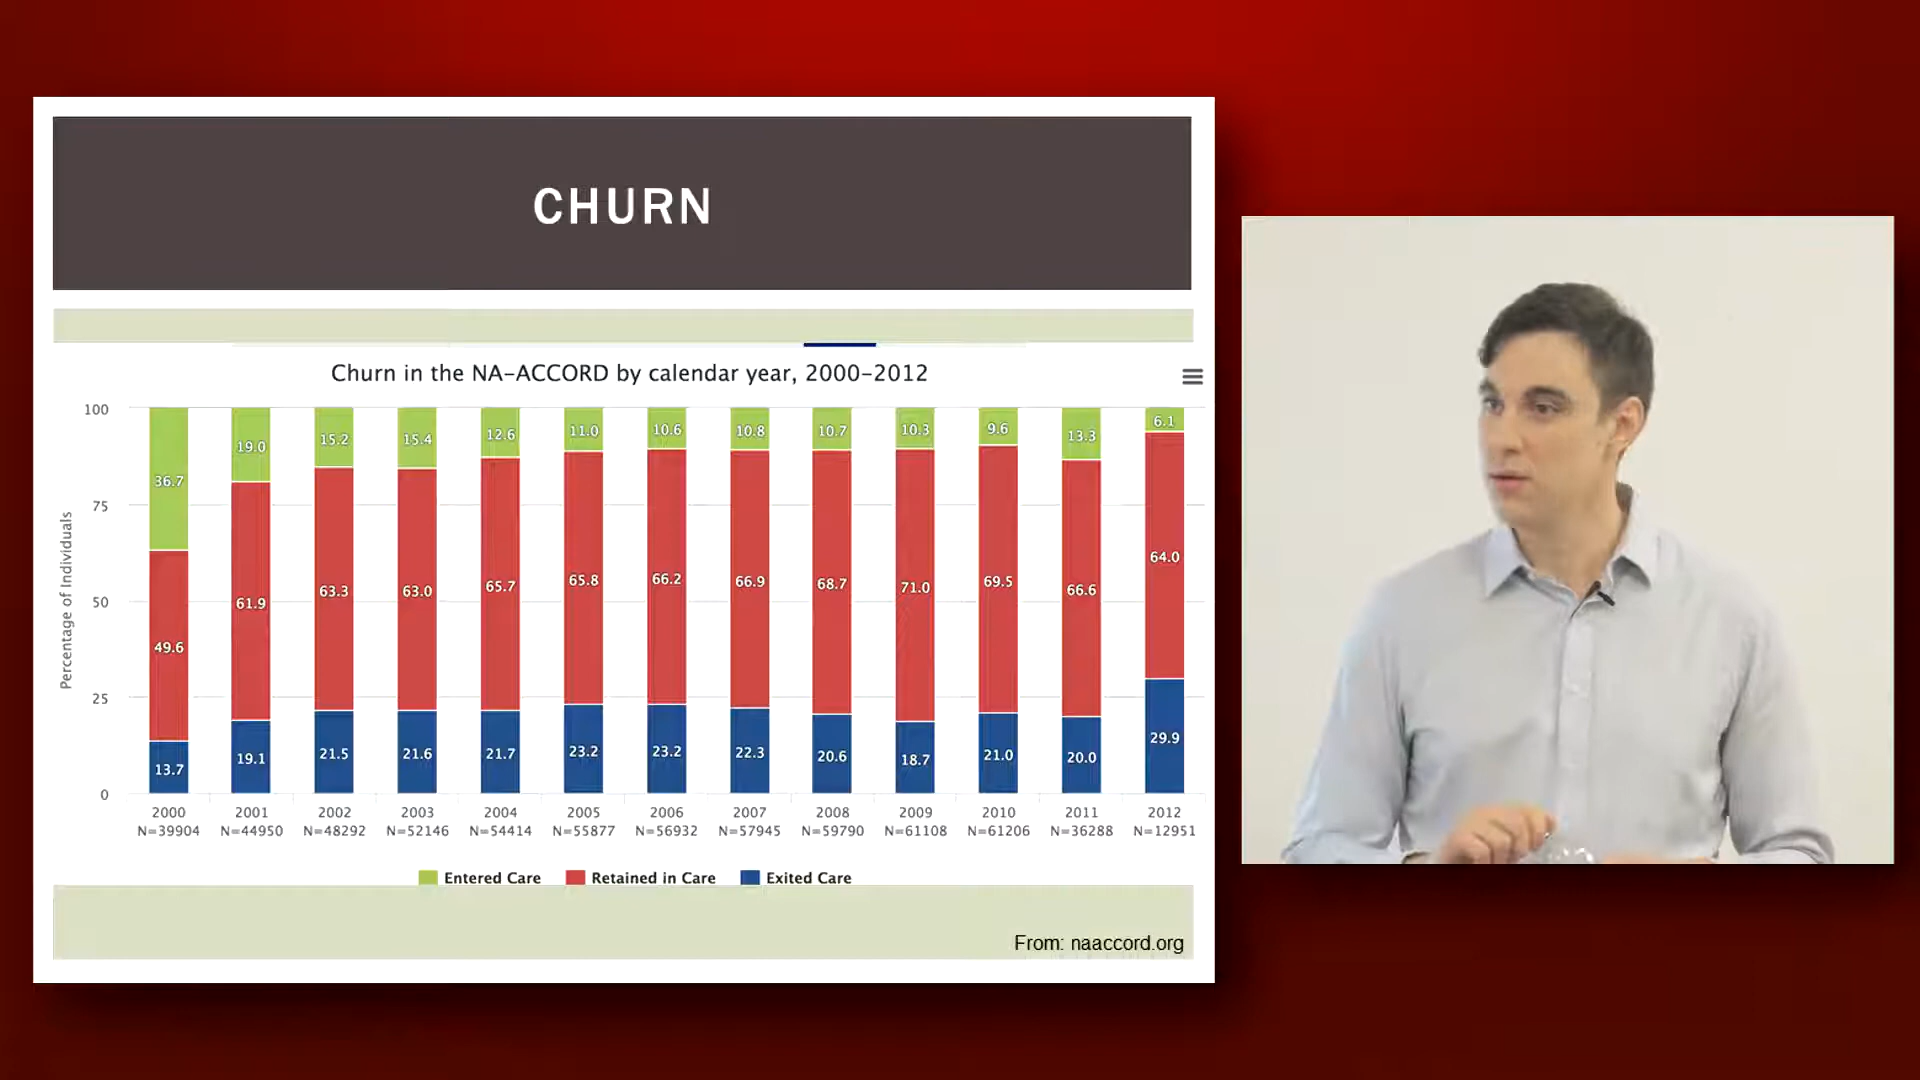 CHURN
Churn in the NA-ACCORD by calendar year, 2000-2012
Percentage of Individuals
100
75
50
25
0
36.7 19.0 15.2 15.4 12.6 11.0 10.6 10.8 10.7 10.3 9.6 13.3 6.1
49.6 61.9 63.3 63.0 65.7 65.8 66.2 66.9 68.7 71.0 69.5 66.6 64.0
13.7 19.1 21.5 21.6 21.7 23.2 23.2 22.3 20.6 18.7 21.0 20.0 29.9
2000 2001 2002 2003 2004 2005 2006 2007 2008 2009 2010 2011 2012
N=39904 N=44950 N=48292 N=52146 N=54414 N=55877 N=56932 N=57945 N=59790 N=61108 N=61206 N=36288 N=12951
Entered Care Retained in Care Exited Care
From: naaccord.org